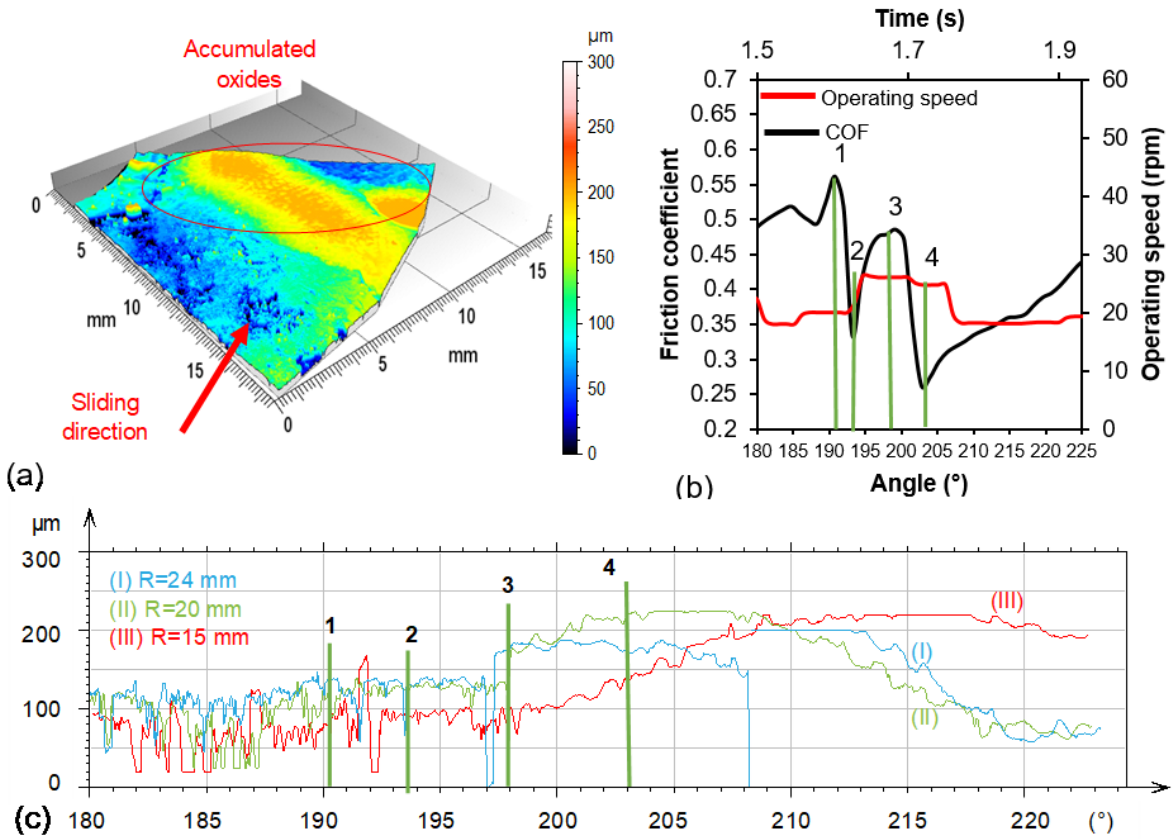 Accumulated
oxides
µm
300
250
200
150
100
50
0
0
5
10
15
mm
0
5
10
15
mm
Sliding
direction
(a)
Time (s)
1.5 1.6 1.7 1.9
0.7
0.65
0.6
0.55
0.5
0.45
0.4
0.35
0.3
0.25
0.2
Friction coefficient
Operating speed
COF
1
2
3
4
60
50
40
30
20
10
0
Operating speed (rpm)
180 185 190 195 200 205 210 215 220 225
Angle (°)
(b)
µm
300
200
100
0
(I) R=24 mm
(II) R=20 mm
(III) R=15 mm
1
2
3
4
(III)
(I)
(II)
180 185 190 195 200 205 210 215 220 (°)
(c)